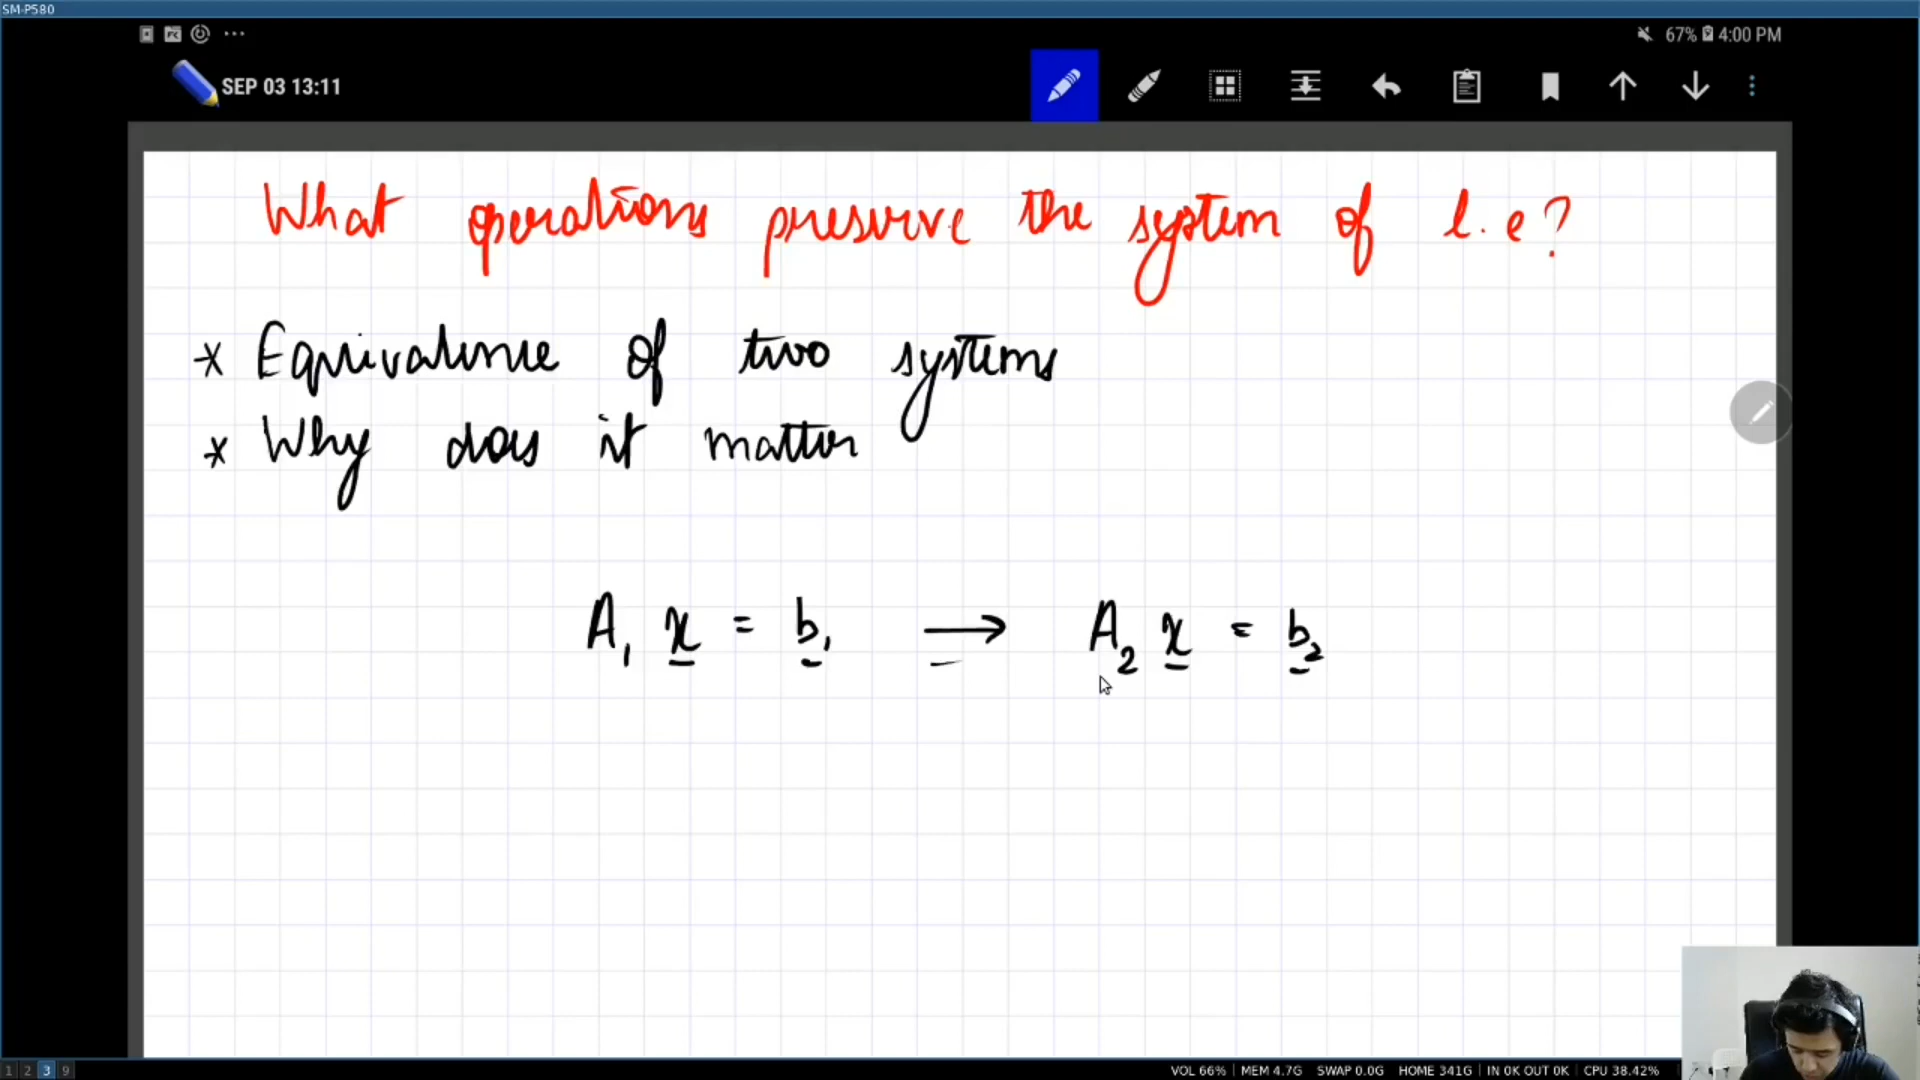 SM-P580
67% 4:00 PM
SEP 03 13:11
What operations preserve the system of l.e?
* Equivalence of two systems
* Why does it matter
A₁ x = b₁ → A₂ x = b₂
1 2 3 9
VOL 66% | MEM 4.7G | SWAP 0.0G | HOME 341G | IN 0K OUT 0K | CPU 38.42%